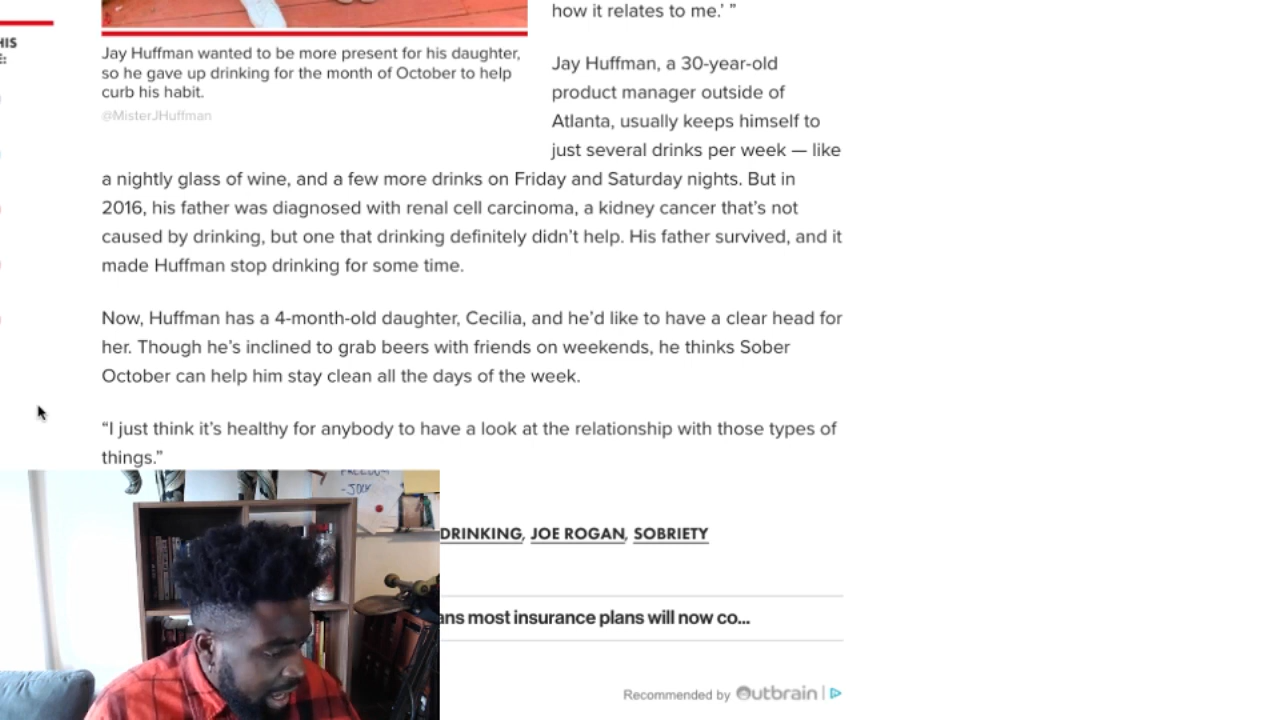 HIS
E:
how it relates to me.' ”
Jay Huffman wanted to be more present for his daughter,
so he gave up drinking for the month of October to help
curb his habit.
@MisterJHuffman
Jay Huffman, a 30-year-old
product manager outside of
Atlanta, usually keeps himself to
just several drinks per week — like
a nightly glass of wine, and a few more drinks on Friday and Saturday nights. But in
2016, his father was diagnosed with renal cell carcinoma, a kidney cancer that’s not
caused by drinking, but one that drinking definitely didn’t help. His father survived, and it
made Huffman stop drinking for some time.
Now, Huffman has a 4-month-old daughter, Cecilia, and he’d like to have a clear head for
her. Though he’s inclined to grab beers with friends on weekends, he thinks Sober
October can help him stay clean all the days of the week.
“I just think it’s healthy for anybody to have a look at the relationship with those types of
things.”
-JOCK
DRINKING, JOE ROGAN, SOBRIETY
ans most insurance plans will now co...
Recommended by Outbrain